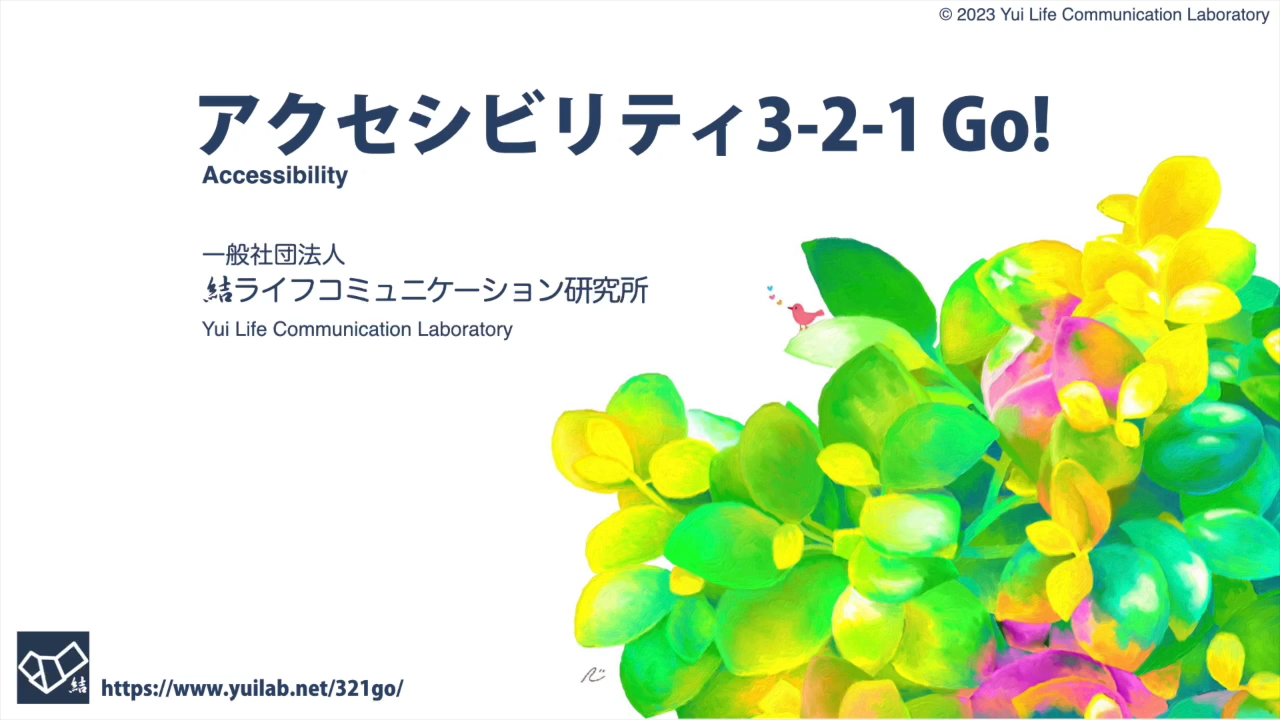 © 2023 Yui Life Communication Laboratory
アクセシビリティ3-2-1 Go!
Accessibility
一般社団法人
結ライフコミュニケーション研究所
Yui Life Communication Laboratory
結
https://www.yuilab.net/321go/